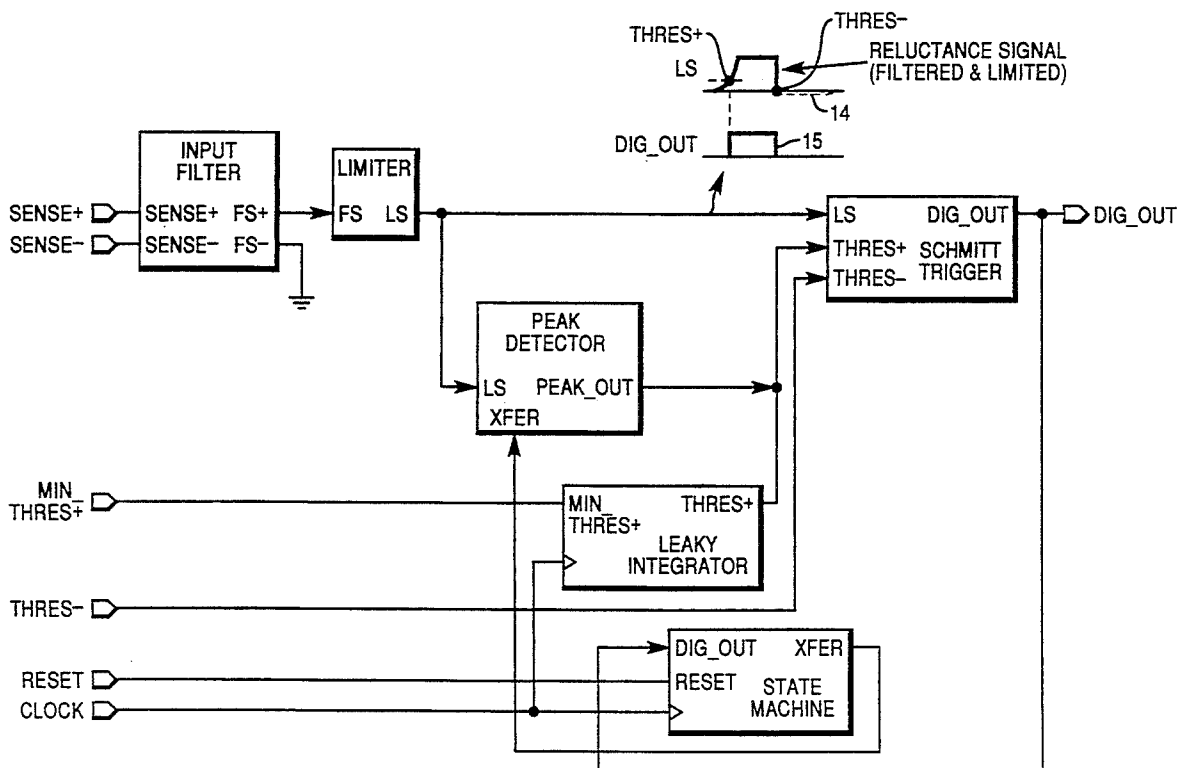 THRES+
THRES−
LS
RELUCTANCE SIGNAL
(FILTERED & LIMITED)
14
DIG_OUT
15
INPUT
FILTER
SENSE+
SENSE−
SENSE+ FS+
SENSE− FS−
LIMITER
FS LS
LS DIG_OUT
THRES+ SCHMITT
THRES− TRIGGER
DIG_OUT
PEAK
DETECTOR
LS PEAK_OUT
XFER
MIN_
THRES+
MIN_ THRES+
THRES+
LEAKY
INTEGRATOR
THRES−
DIG_OUT XFER
RESET
STATE
MACHINE
RESET
CLOCK